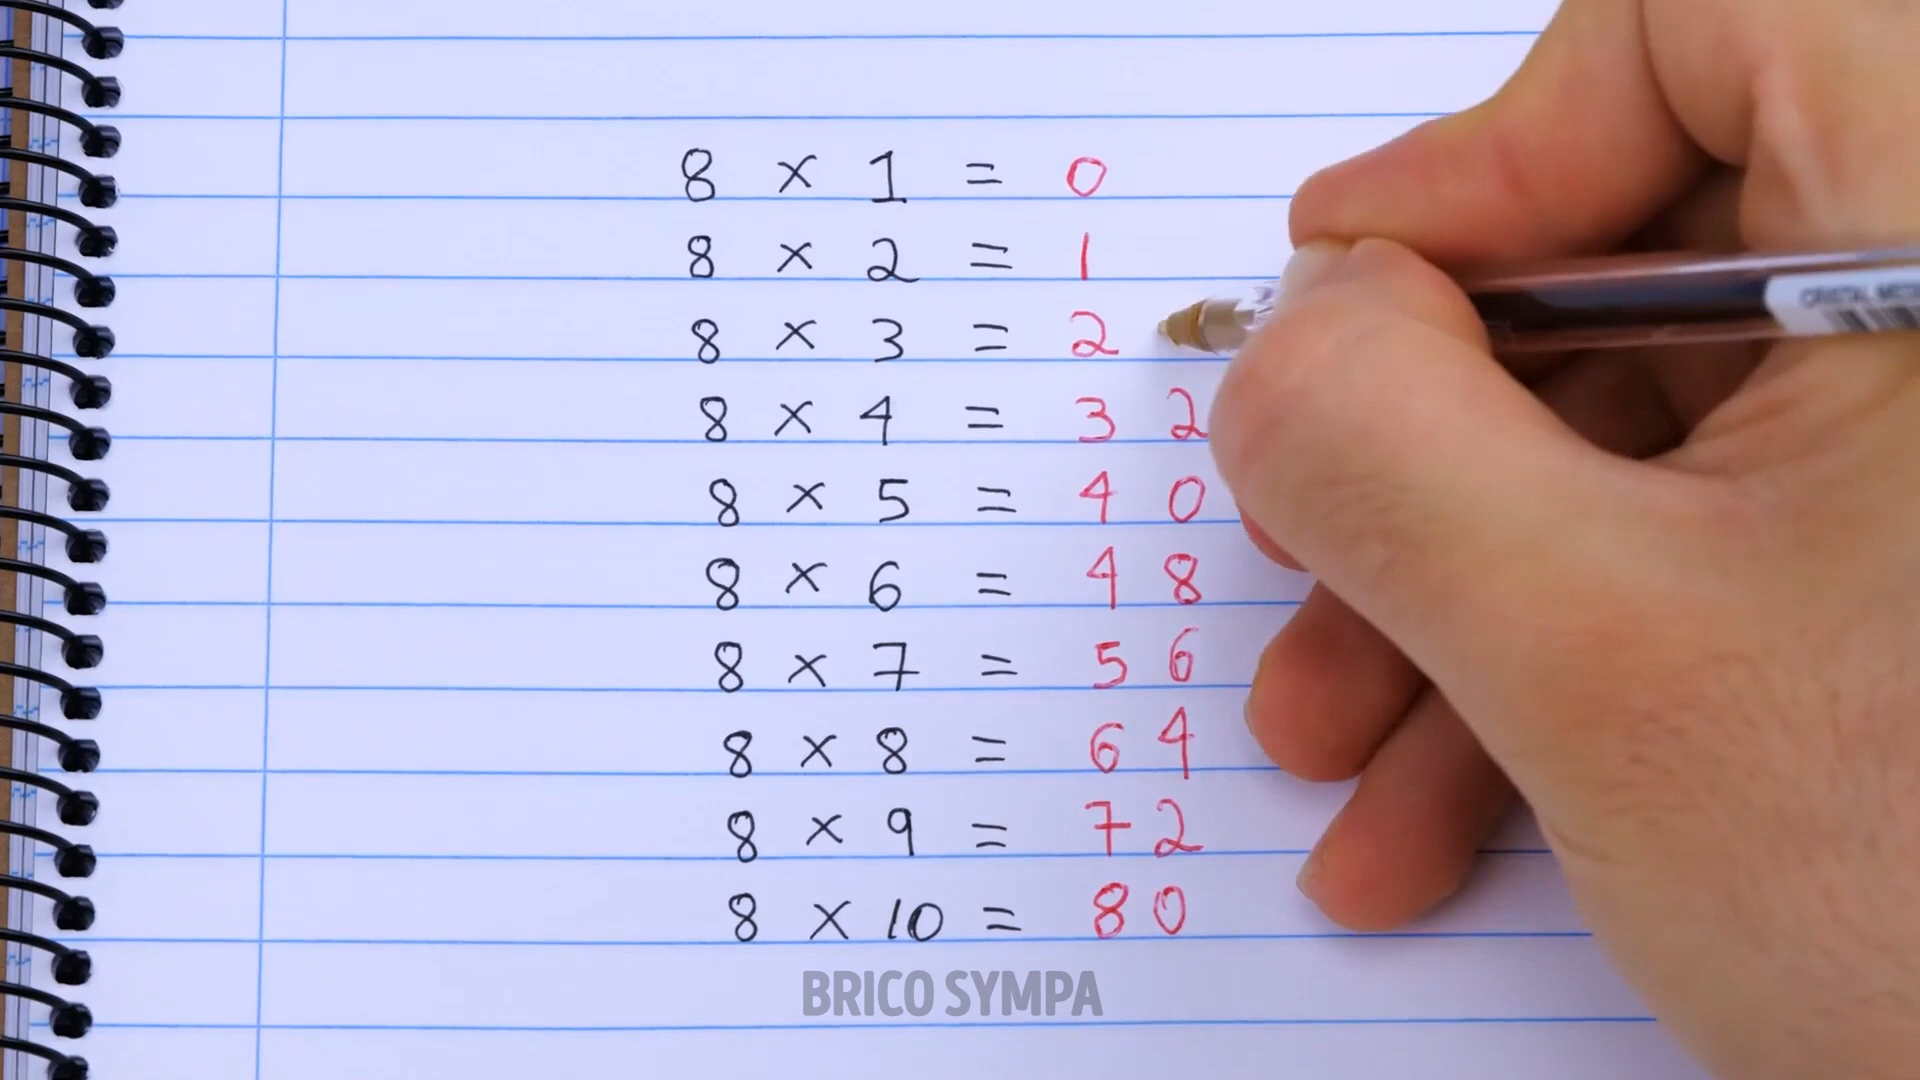 8 × 1 = 0
8 × 2 = 1
8 × 3 = 2
8 × 4 = 3 2
8 × 5 = 4 0
8 × 6 = 4 8
8 × 7 = 5 6
8 × 8 = 6 4
8 × 9 = 7 2
8 × 10 = 8 0
BRICO SYMPA